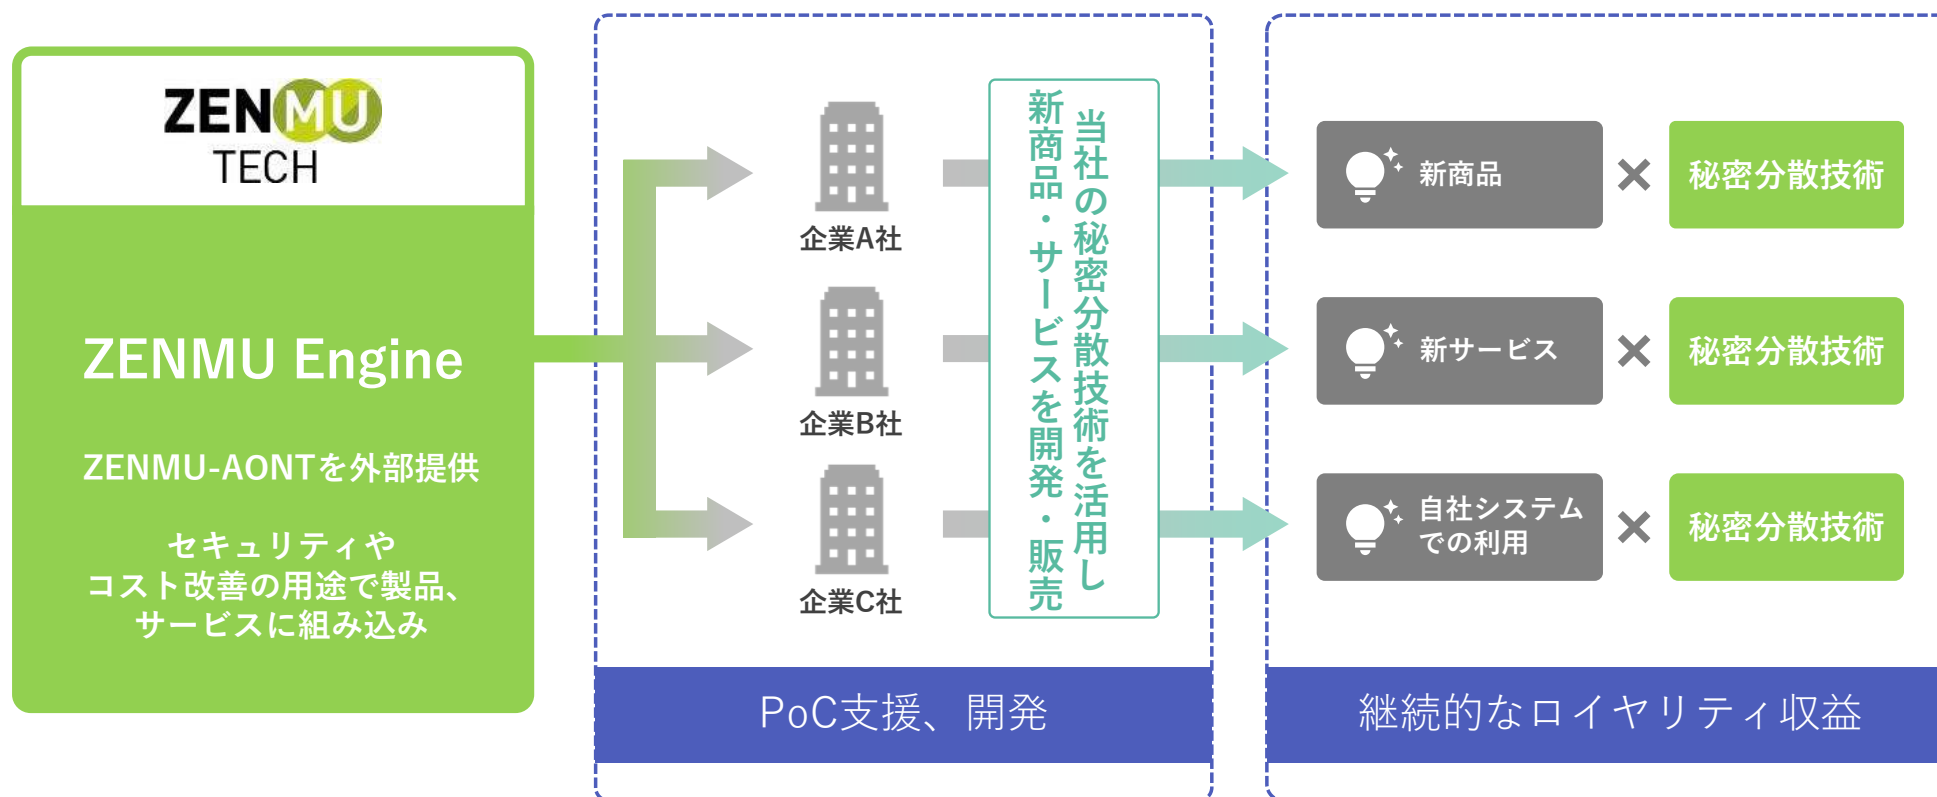 ZENMU
TECH
ZENMU Engine
ZENMU-AONTを外部提供
セキュリティや
コスト改善の用途で製品、
サービスに組み込み
企業A社
企業B社
企業C社
当社の秘密分散技術を活用し
新商品・サービスを開発・販売
PoC支援、開発
新商品
×
秘密分散技術
新サービス
×
秘密分散技術
自社システム
での利用
×
秘密分散技術
継続的なロイヤリティ収益